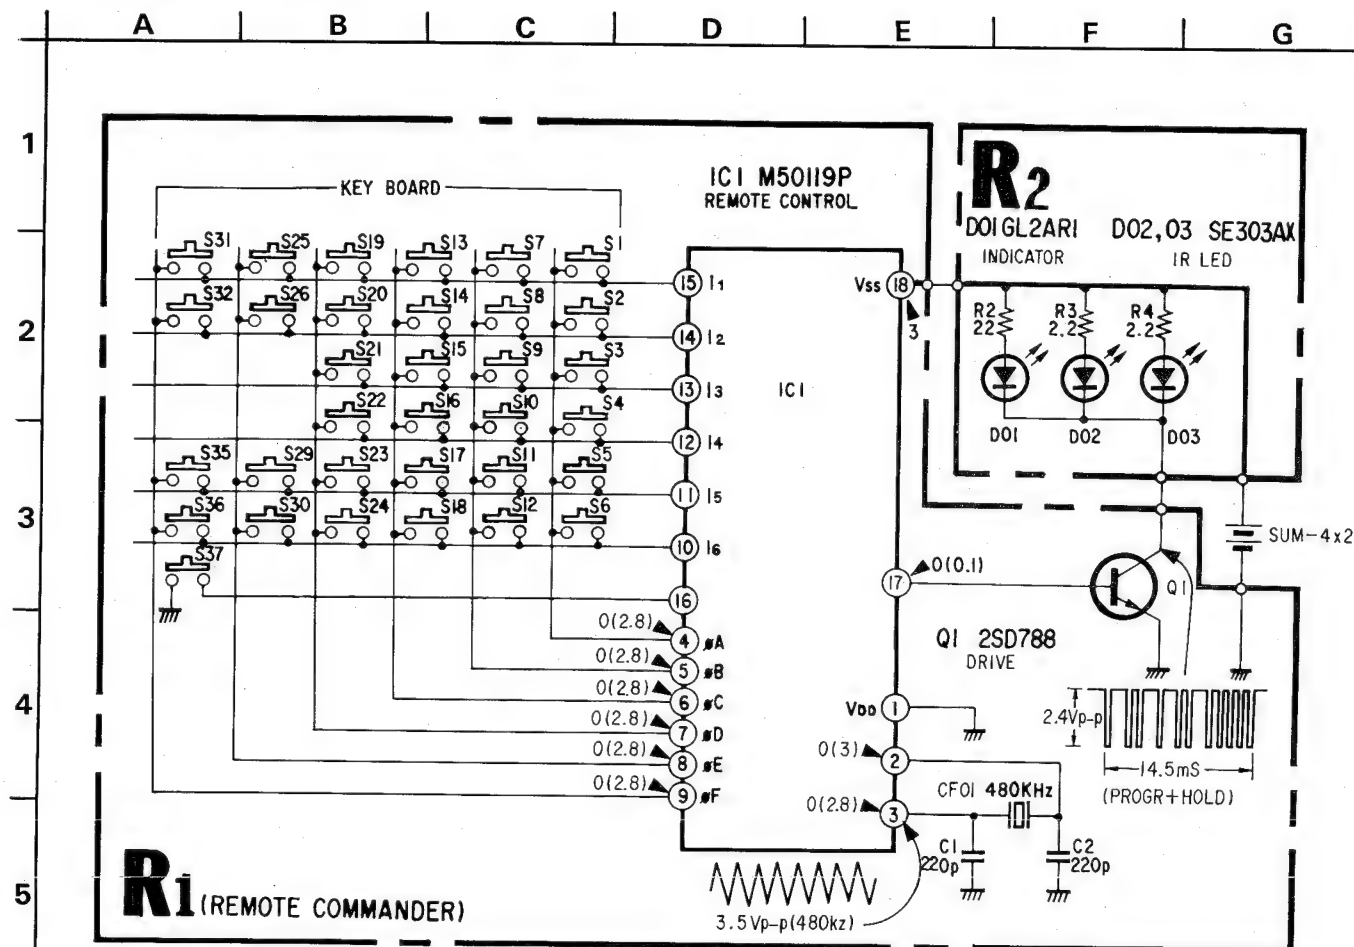 A B C D E F G
1
2
3
4
5
KEY BOARD
IC1 M50119P
REMOTE CONTROL
R2
D01GL2AR1 D02,03 SE303AX
INDICATOR IR LED
S31 S25 S19 S13 S7 S1
15 I1
Vss 18
3
S32 S26 S20 S14 S8 S2
14 I2
R2
22
R3
2.2
R4
2.2
S21 S15 S9 S3
13 I3
IC1
S22 S16 S10 S4
12 I4
D01 D02 D03
S35 S29 S23 S17 S11 S5
11 I5
S36 S30 S24 S18 S12 S6
10 I6
SUM-4x2
S37
16
17 0(0.1)
Q1
0(2.8) 4 øA
0(2.8) 5 øB
0(2.8) 6 øC
0(2.8) 7 øD
0(2.8) 8 øE
0(2.8) 9 øF
Q1 2SD788
DRIVE
VDD 1
0(3) 2
0(2.8) 3
CF01 480KHz
2.4Vp-p
14.5mS
(PROGR+HOLD)
C1
220p
C2
220p
R1(REMOTE COMMANDER)
3.5Vp-p(480kz)